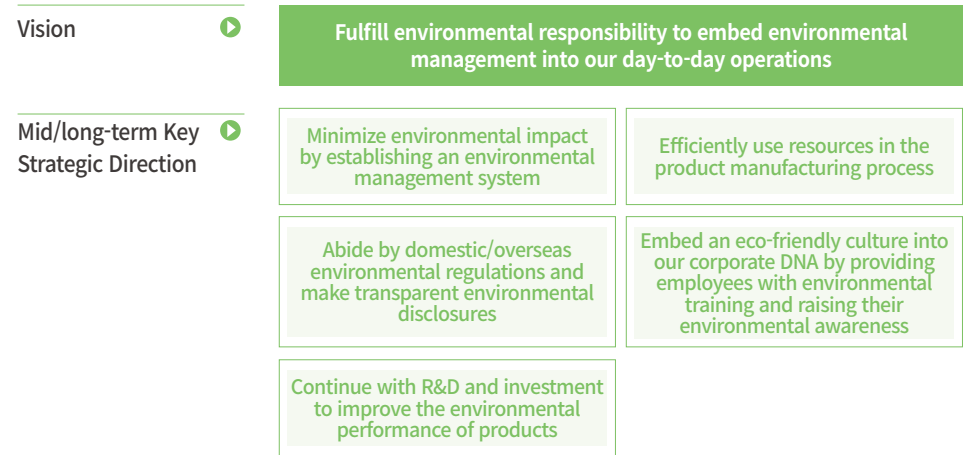 Vision
Fulfill environmental responsibility to embed environmental
management into our day-to-day operations
Mid/long-term Key
Strategic Direction
Minimize environmental impact
by establishing an environmental
management system
Efficiently use resources in the
product manufacturing process
Abide by domestic/overseas
environmental regulations and
make transparent environmental
disclosures
Embed an eco-friendly culture into
our corporate DNA by providing
employees with environmental
training and raising their
environmental awareness
Continue with R&D and investment
to improve the environmental
performance of products